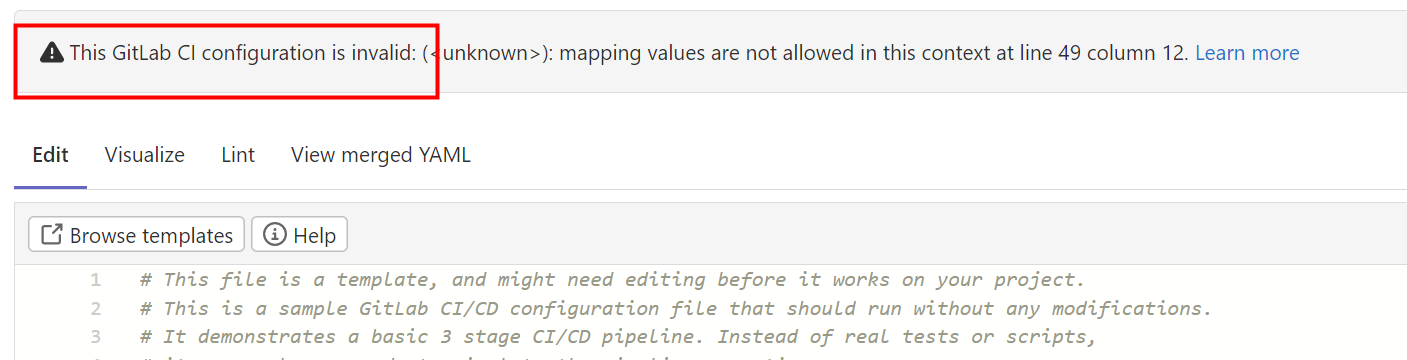 This GitLab CI configuration is invalid: (<unknown>): mapping values are not allowed in this context at line 49 column 12. Learn more
Edit Visualize Lint View merged YAML
Browse templates Help
1 # This file is a template, and might need editing before it works on your project.
2 # This is a sample GitLab CI/CD configuration file that should run without any modifications.
3 # It demonstrates a basic 3 stage CI/CD pipeline. Instead of real tests or scripts,